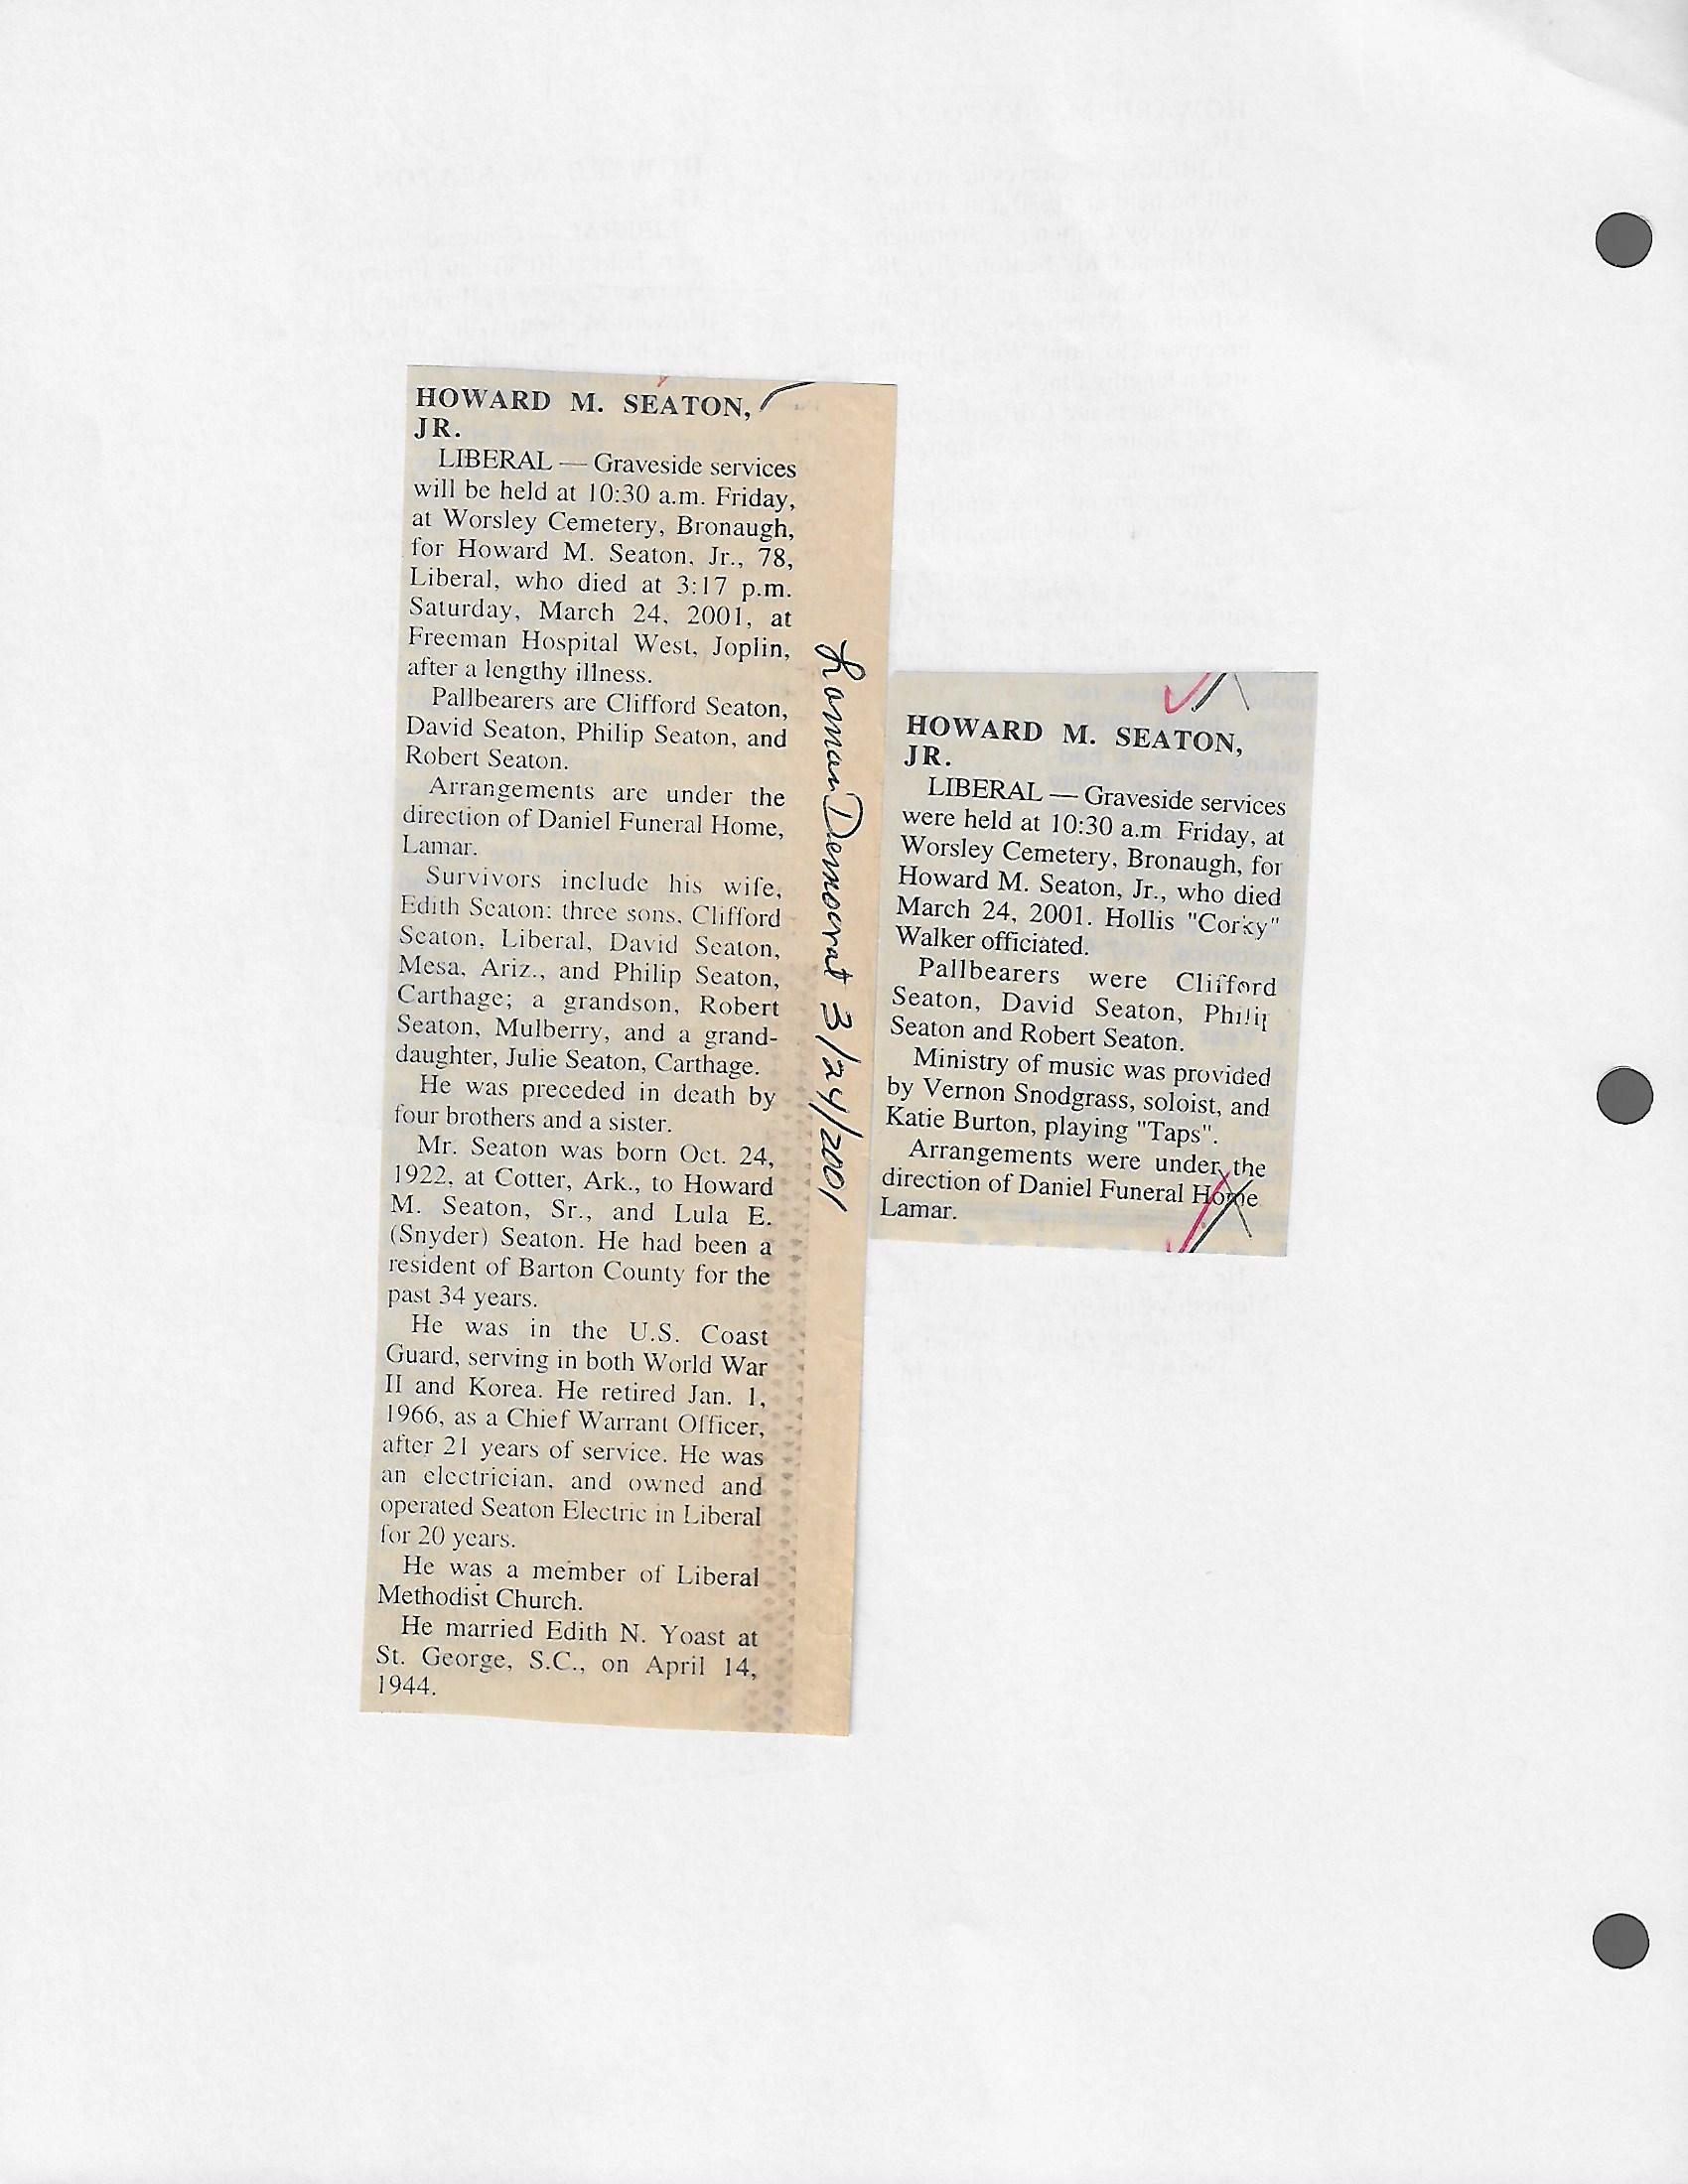 HOWARD M. SEATON,
JR.
LIBERAL — Graveside services
will be held at 10:30 a.m. Friday,
at Worsley Cemetery, Bronaugh,
for Howard M. Seaton, Jr., 78,
Liberal, who died at 3:17 p.m.
Saturday, March 24, 2001, at
Freeman Hospital West, Joplin,
after a lengthy illness.
Pallbearers are Clifford Seaton,
David Seaton, Philip Seaton, and
Robert Seaton.
Arrangements are under the
direction of Daniel Funeral Home,
Lamar.
Survivors include his wife,
Edith Seaton: three sons, Clifford
Seaton, Liberal, David Seaton,
Mesa, Ariz., and Philip Seaton,
Carthage; a grandson, Robert
Seaton, Mulberry, and a grand-
daughter, Julie Seaton, Carthage.
He was preceded in death by
four brothers and a sister.
Mr. Seaton was born Oct. 24,
1922, at Cotter, Ark., to Howard
M. Seaton, Sr., and Lula E.
(Snyder) Seaton. He had been a
resident of Barton County for the
past 34 years.
He was in the U.S. Coast
Guard, serving in both World War
II and Korea. He retired Jan. 1,
1966, as a Chief Warrant Officer,
after 21 years of service. He was
an electrician, and owned and
operated Seaton Electric in Liberal
for 20 years.
He was a member of Liberal
Methodist Church.
He married Edith N. Yoast at
St. George, S.C., on April 14,
1944.
Lamar Democrat 3/24/2001
HOWARD M. SEATON,
JR.
LIBERAL — Graveside services
were held at 10:30 a.m. Friday, at
Worsley Cemetery, Bronaugh, for
Howard M. Seaton, Jr., who died
March 24, 2001. Hollis "Corky"
Walker officiated.
Pallbearers were Clifford
Seaton, David Seaton, Philip
Seaton and Robert Seaton.
Ministry of music was provided
by Vernon Snodgrass, soloist, and
Katie Burton, playing "Taps".
Arrangements were under the
direction of Daniel Funeral Home
Lamar.